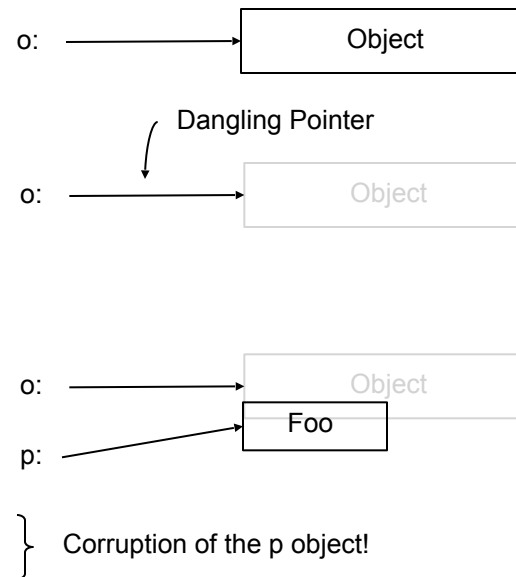 o:
Object
Dangling Pointer
o:
Object
o:
Object
Foo
p:
Corruption of the p object!